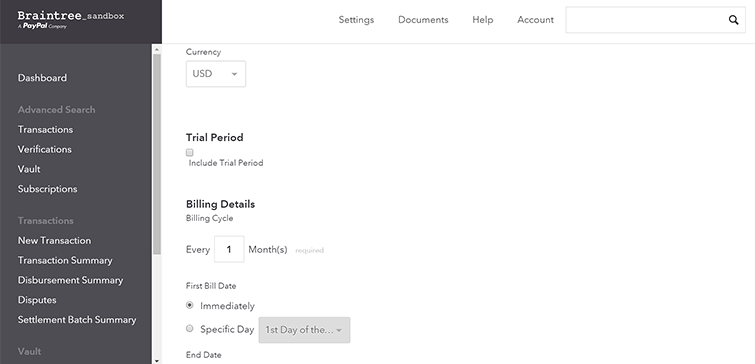 Braintree_sandbox
A PayPal Company
Settings Documents Help Account
Dashboard
Advanced Search
Transactions
Verifications
Vault
Subscriptions
Transactions
New Transaction
Transaction Summary
Disbursement Summary
Disputes
Settlement Batch Summary
Vault
Currency
USD
Trial Period
Include Trial Period
Billing Details
Billing Cycle
Every 1 Month(s) required
First Bill Date
Immediately
Specific Day 1st Day of the...
End Date